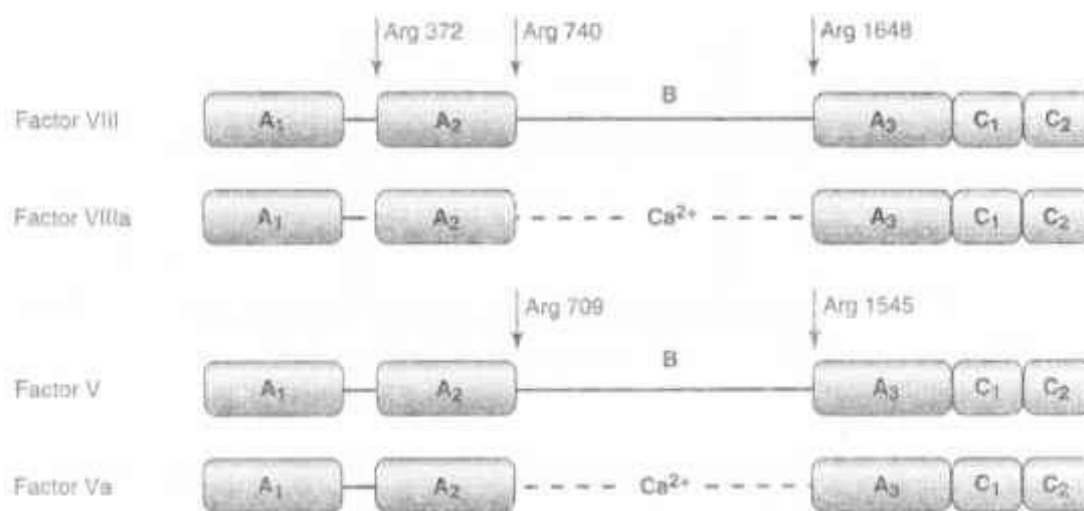 Arg 372 Arg 740 Arg 1648
Factor VIII A₁ A₂ B A₃ C₁ C₂
Factor VIIIa A₁ A₂ Ca²⁺ A₃ C₁ C₂
Arg 709 Arg 1545
Factor V A₁ A₂ B A₃ C₁ C₂
Factor Va A₁ A₂ Ca²⁺ A₃ C₁ C₂